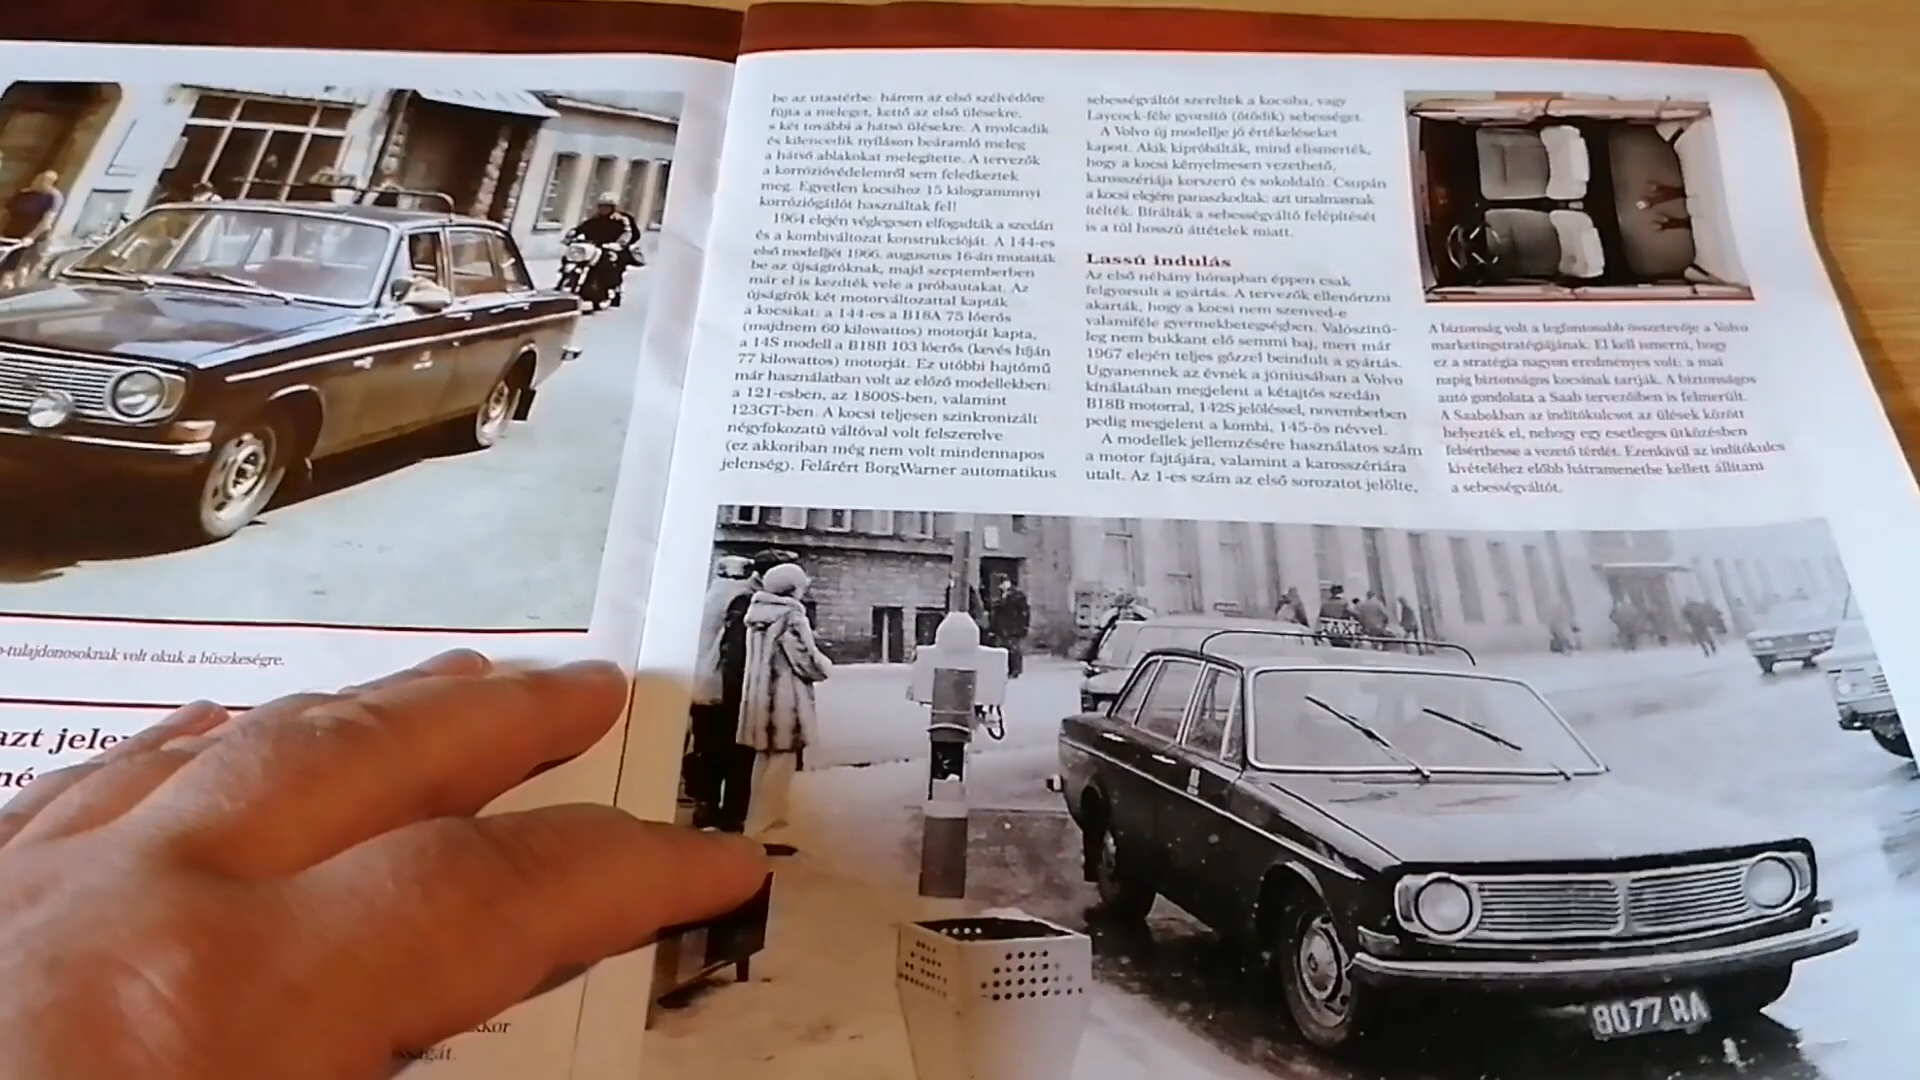 -tulajdonosoknak volt okuk a büszkeségre.
azt jele
né
kkor
be az utastérbe: három az első szélvédőre
fújta a meleget, kettő az első ülésekre,
s két további a hátsó ülésekre. A nyolcadik
és kilencedik nyíláson beáramló meleg
a hátsó ablakokat melegítette. A tervezők
a korrózióvédelemről sem feledkeztek
meg. Egyetlen kocsihoz 15 kilogrammnyi
korróziógátlót használtak fel!
1964 elején véglegesen elfogadták a szedán
és a kombiváltozat konstrukcióját. A 144-es
első modelljét 1966. augusztus 16-án mutatták
be az újságíróknak, majd szeptemberben
már el is kezdték vele a próbautakat. Az
újságírók két motorváltozattal kapták
a kocsikat: a 144-es a B18A 75 lóerős
(majdnem 60 kilowattos) motorját kapta,
a 14S modell a B18B 103 lóerős (kevés híján
77 kilowattos) motorját. Ez utóbbi hajtómű
már használatban volt az előző modellekben:
a 121-esben, az 1800S-ben, valamint
123GT-ben. A kocsi teljesen szinkronizált
négyfokozatú váltóval volt felszerelve
(ez akkoriban még nem volt mindennapos
jelenség). Felárért BorgWarner automatikus
sebességváltót szereltek a kocsiba, vagy
Laycock-féle gyorsító (ötödik) sebességet.
A Volvo új modellje jó értékeléseket
kapott. Akik kipróbálták, mind elismerték,
hogy a kocsi kényelmesen vezethető,
karosszériája korszerű és sokoldalú. Csupán
a kocsi elejére panaszkodtak: azt unalmasnak
ítélték. Bírálták a sebességváltó felépítését
is a túl hosszú áttételek miatt.
Lassú indulás
Az első néhány hónapban éppen csak
felgyorsult a gyártás. A tervezők ellenőrizni
akarták, hogy a kocsi nem szenved-e
valamiféle gyermekbetegségben. Valószínű-
leg nem bukkant elő semmi baj, mert már
1967 elején teljes gőzzel beindult a gyártás.
Ugyanennek az évnek a júniusában a Volvo
kínálatában megjelent a kétajtós szedán
B18B motorral, 142S jelöléssel, novemberben
pedig megjelent a kombi, 145-ös névvel.
A modellek jellemzésére használatos szám
a motor fajtájára, valamint a karosszériára
utalt. Az 1-es szám az első sorozatot jelölte,
A biztonság volt a legfontosabb összetevője a Volvo
marketingstratégiájának. El kell ismerni, hogy
ez a stratégia nagyon eredményes volt: a mai
napig biztonságos kocsinak tartják. A biztonságos
autó gondolata a Saab tervezőiben is felmerült.
A Saabokban az indítókulcsot az ülések között
helyezték el, nehogy egy esetleges ütközésben
felsérthesse a vezető térdét. Ezenkívül az indítókulcs
kivételéhez előbb hátramenetbe kellett állítani
a sebességváltót.
TAXI
8077 RA